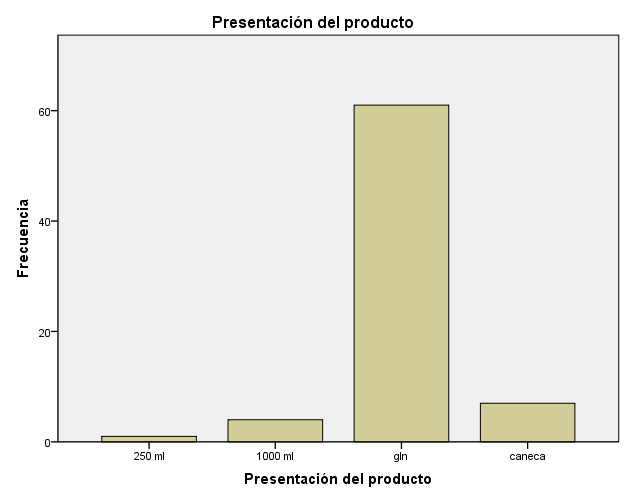 Presentación del producto
Frecuencia
60
40
20
0
250 ml
1000 ml
gln
caneca
Presentación del producto